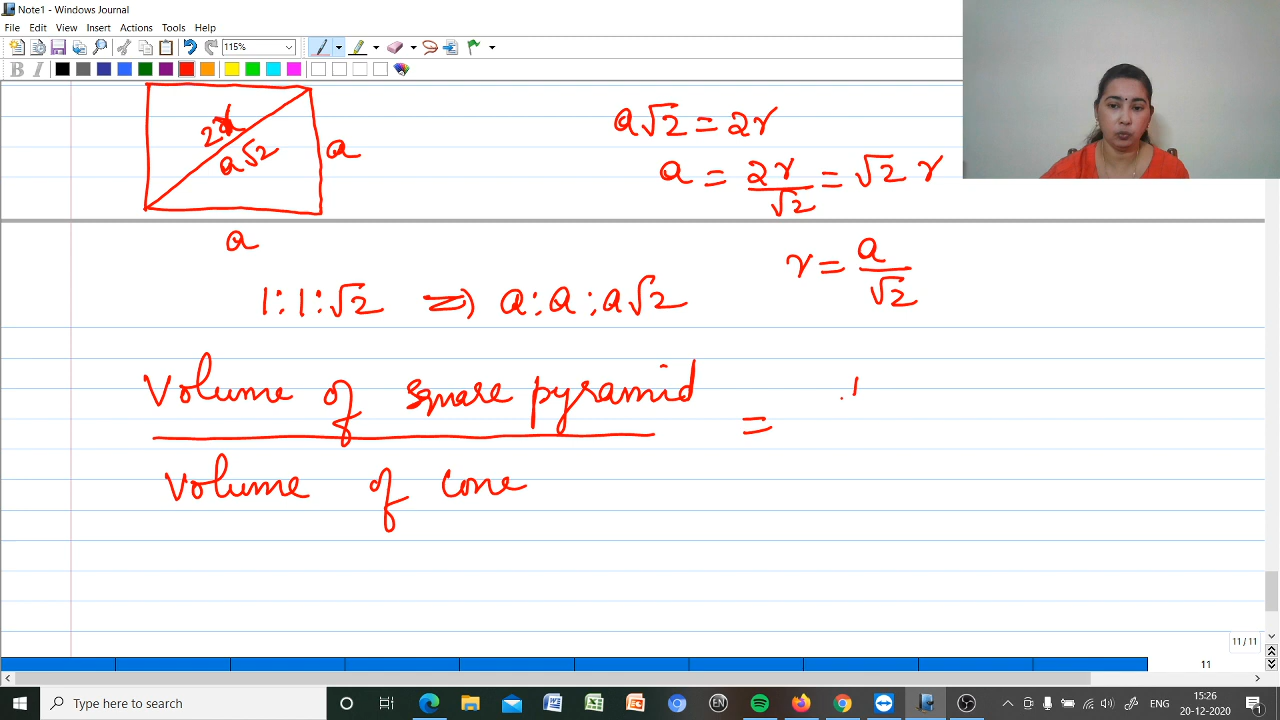 Note1 - Windows Journal
File Edit View Insert Actions Tools Help
115%
B I
2r
a√2
a
a
a√2 = 2r
a = 2r/√2 = √2 r
r = a/√2
1 : 1 : √2 ⇒ a : a : a√2
Volume of square pyramid
=
Volume of cone
11 / 11
11
Type here to search
ENG
15:26
20-12-2020